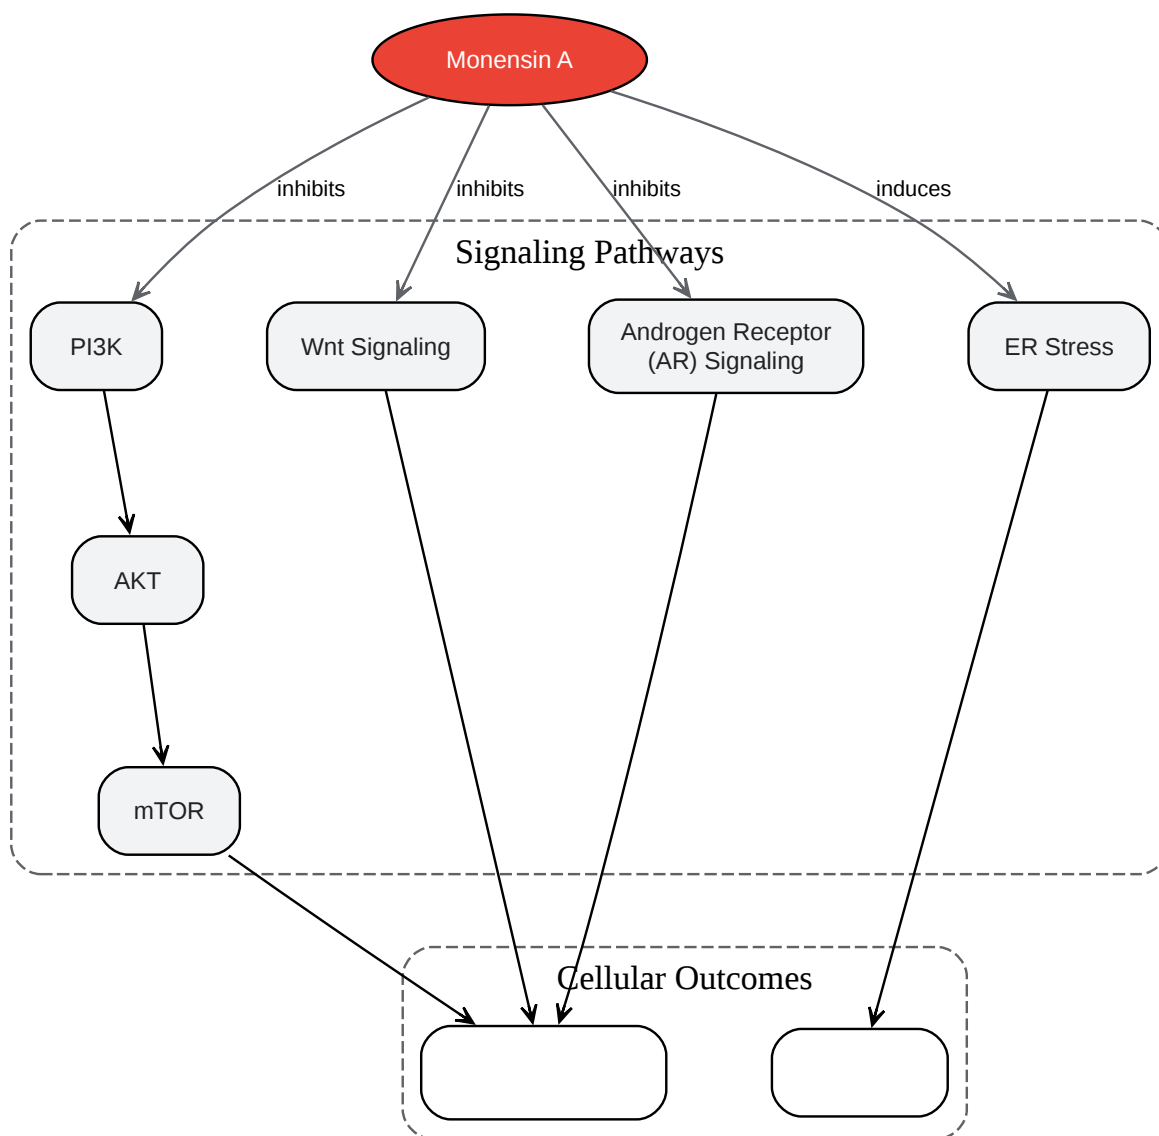 Monensin A
inhibits
inhibits
inhibits
induces
Signaling Pathways
PI3K
Wnt Signaling
Androgen Receptor
(AR) Signaling
ER Stress
AKT
mTOR
Cellular Outcomes